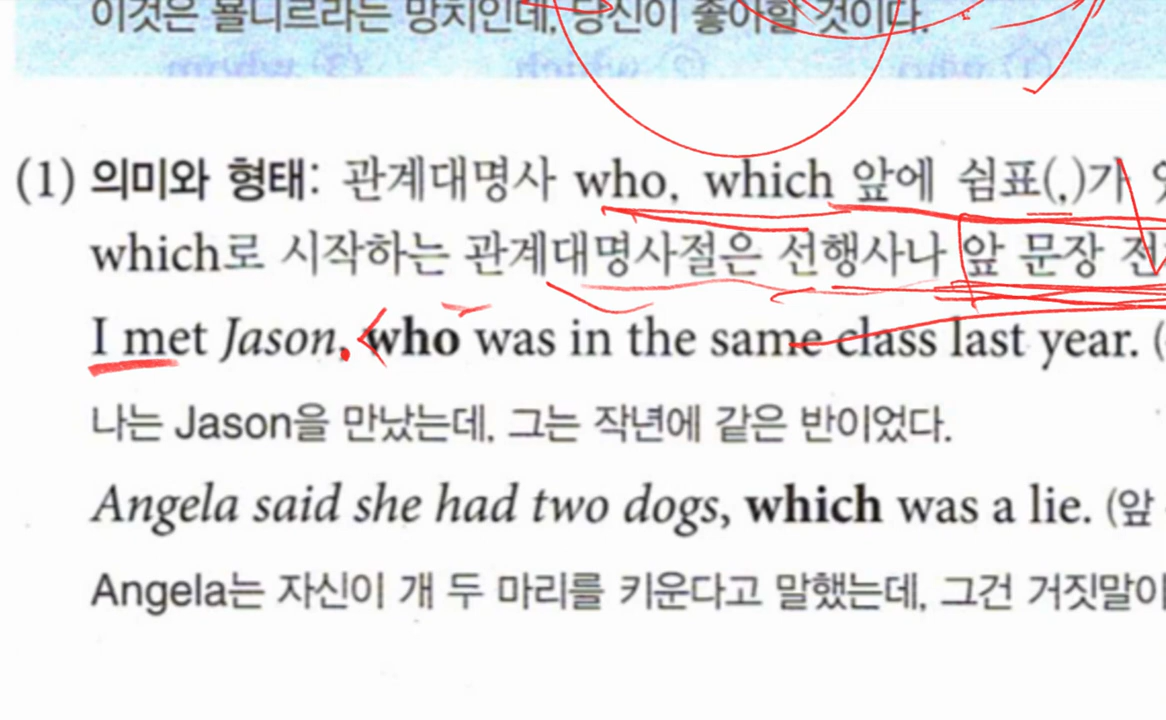 이것은 묠니르라는 망치인데, 당신이 좋아할 것이다.
(1) 의미와 형태: 관계대명사 who, which 앞에 쉼표(,)가
which로 시작하는 관계대명사절은 선행사나 앞 문장 전
I met Jason, who was in the same class last year. (
나는 Jason을 만났는데, 그는 작년에 같은 반이었다.
Angela said she had two dogs, which was a lie. (앞
Angela는 자신이 개 두 마리를 키운다고 말했는데, 그건 거짓말이